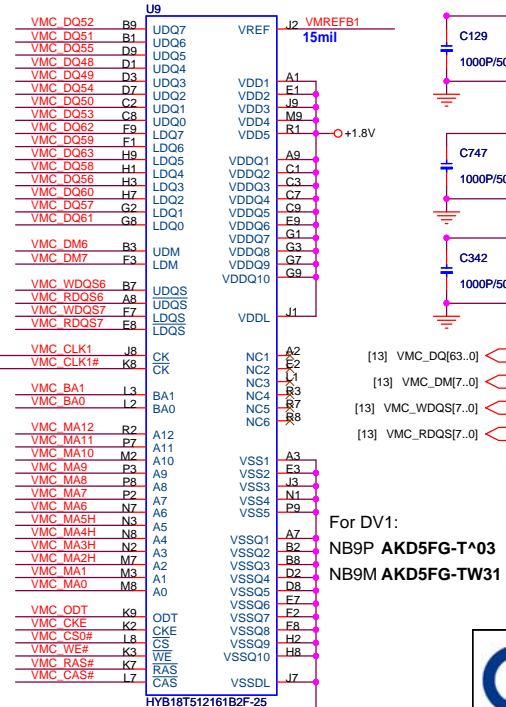 U9
VMC_DQ52 B9 UDQ7 VREF J2 VMREFB1
VMC_DQ51 B1 UDQ6 15mil
VMC_DQ55 D9 UDQ5
VMC_DQ48 D1 UDQ4
VMC_DQ49 D3 UDQ3 VDD1 A1
VMC_DQ54 D7 UDQ2 VDD2 E1
VMC_DQ50 C2 UDQ1 VDD3 J9
VMC_DQ53 C8 UDQ0 VDD4 M9
VMC_DQ62 F9 LDQ7 VDD5 R1 +1.8V
VMC_DQ59 F1 LDQ6
VMC_DQ63 H9 LDQ5 VDDQ1 A9
VMC_DQ58 H1 LDQ4 VDDQ2 C1
VMC_DQ56 H3 LDQ3 VDDQ3 C3
VMC_DQ60 H7 LDQ2 VDDQ4 C7
VMC_DQ57 G2 LDQ1 VDDQ5 C9
VMC_DQ61 G8 LDQ0 VDDQ6 E9
VDDQ7 G1
VMC_DM6 B3 UDM VDDQ8 G3
VMC_DM7 F3 LDM VDDQ9 G7
VDDQ10 G9
VMC_WDQS6 B7 UDQS
VMC_RDQS6 A8 UDQS
VMC_WDQS7 F7 LDQS VDDL J1
VMC_RDQS7 E8 LDQS
VMC_CLK1 J8 CK NC1 A2
VMC_CLK1# K8 CK NC2 E2
NC3 L1
VMC_BA1 L3 BA1 NC4 R3
VMC_BA0 L2 BA0 NC5 R7
NC6 R8
VMC_MA12 R2 A12
VMC_MA11 P7 A11
VMC_MA10 M2 A10 VSS1 A3
VMC_MA9 P3 A9 VSS2 E3
VMC_MA8 P8 A8 VSS3 J3
VMC_MA7 P2 A7 VSS4 N1
VMC_MA6 N7 A6 VSS5 P9
VMC_MA5H N3 A5
VMC_MA4H N8 A4 VSSQ1 A7
VMC_MA3H N2 A3 VSSQ2 B2
VMC_MA2H M7 A2 VSSQ3 B8
VMC_MA1 M3 A1 VSSQ4 D2
VMC_MA0 M8 A0 VSSQ5 D8
VSSQ6 E7
VMC_ODT K9 ODT VSSQ7 F2
VMC_CKE K2 CKE VSSQ8 F8
VMC_CS0# L8 CS VSSQ9 H2
VMC_WE# K3 WE VSSQ10 H8
VMC_RAS# K7 RAS
VMC_CAS# L7 CAS VSSDL J7
HYB18T512161B2F-25
C129
1000P/50
C747
1000P/50
C342
1000P/50
[13] VMC_DQ[63..0]
[13] VMC_DM[7..0]
[13] VMC_WDQS[7..0]
[13] VMC_RDQS[7..0]
For DV1:
NB9P AKD5FG-T^03
NB9M AKD5FG-TW31